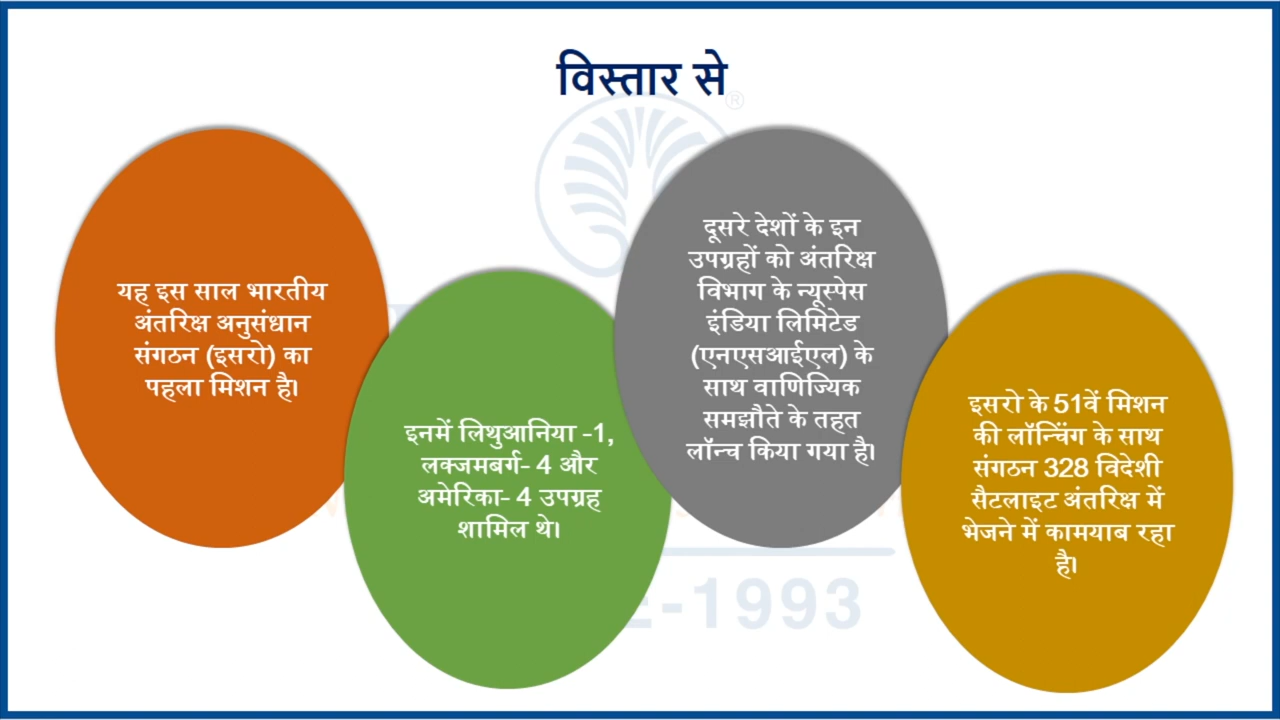 विस्तार से
यह इस साल भारतीय
अंतरिक्ष अनुसंधान
संगठन (इसरो) का
पहला मिशन है।
इनमें लिथुआनिया -1,
लक्जमबर्ग- 4 और
अमेरिका- 4 उपग्रह
शामिल थे।
दूसरे देशों के इन
उपग्रहों को अंतरिक्ष
विभाग के न्यूस्पेस
इंडिया लिमिटेड
(एनएसआईएल) के
साथ वाणिज्यिक
समझौते के तहत
लॉन्च किया गया है।
इसरो के 51वें मिशन
की लॉन्चिंग के साथ
संगठन 328 विदेशी
सैटलाइट अंतरिक्ष में
भेजने में कामयाब रहा
है।
-1993
®